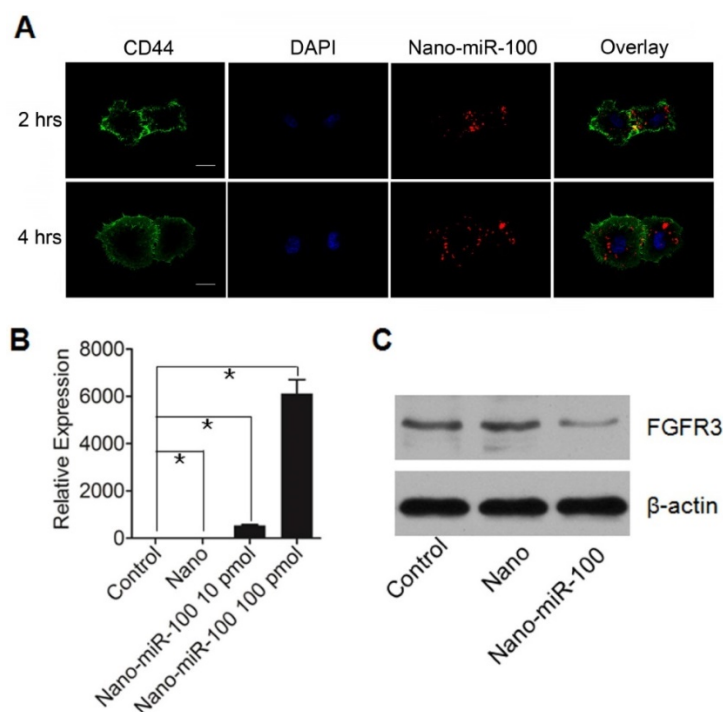 A
CD44 DAPI Nano-miR-100 Overlay
2 hrs
4 hrs
B
Relative Expression
8000
6000
4000
2000
0
*
*
*
Control
Nano
Nano-miR-100 10 pmol
Nano-miR-100 100 pmol
C
FGFR3
β-actin
Control
Nano
Nano-miR-100